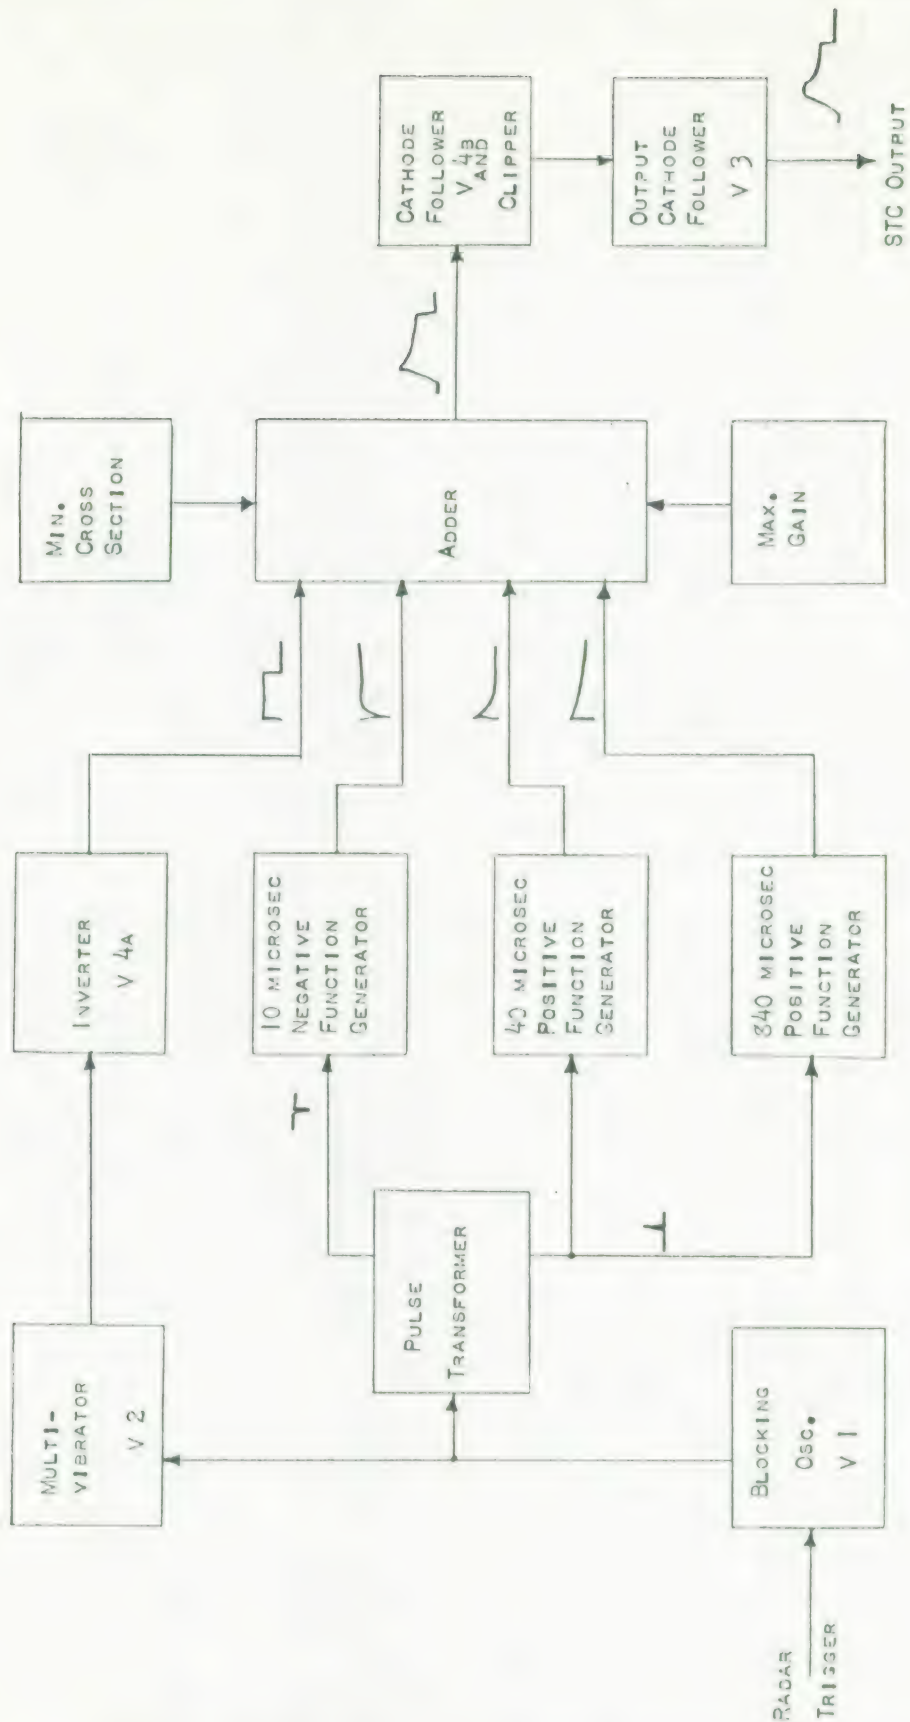 MULTI-
VIBRATOR
V 2
INVERTER
V 4A
MIN.
CROSS
SECTION
10 MICROSEC
NEGATIVE
FUNCTION
GENERATOR
PULSE
TRANSFORMER
40 MICROSEC
POSITIVE
FUNCTION
GENERATOR
ADDER
CATHODE
FOLLOWER
V 4B
AND
CLIPPER
OUTPUT
CATHODE
FOLLOWER
V 3
RADAR
TRIGGER
BLOCKING
OSC.
V 1
840 MICROSEC
POSITIVE
FUNCTION
GENERATOR
MAX.
GAIN
STC OUTPUT